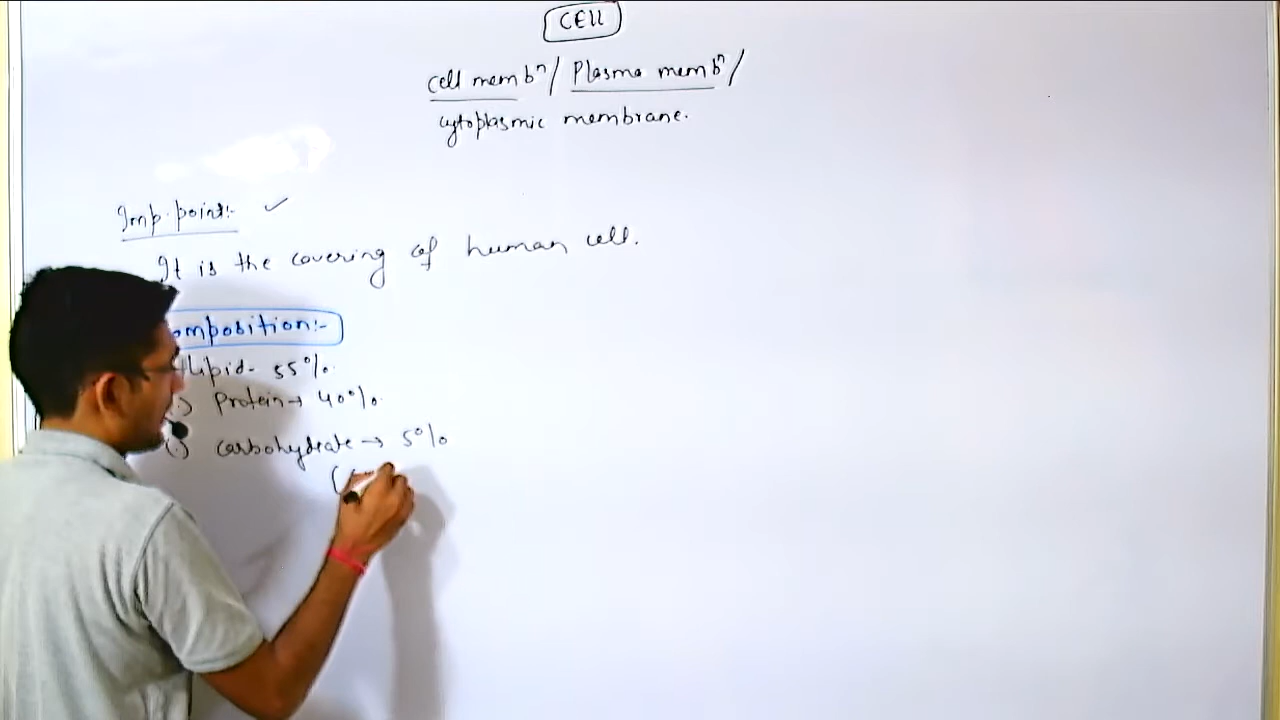 CELL
cell membⁿ/ Plasma membⁿ/
cytoplasmic membrane.
Imp. point:- ✓
It is the covering of human cell.
omposition:-
Lipid- 55%.
Protein→ 40%.
carbohydrate → 5%
(